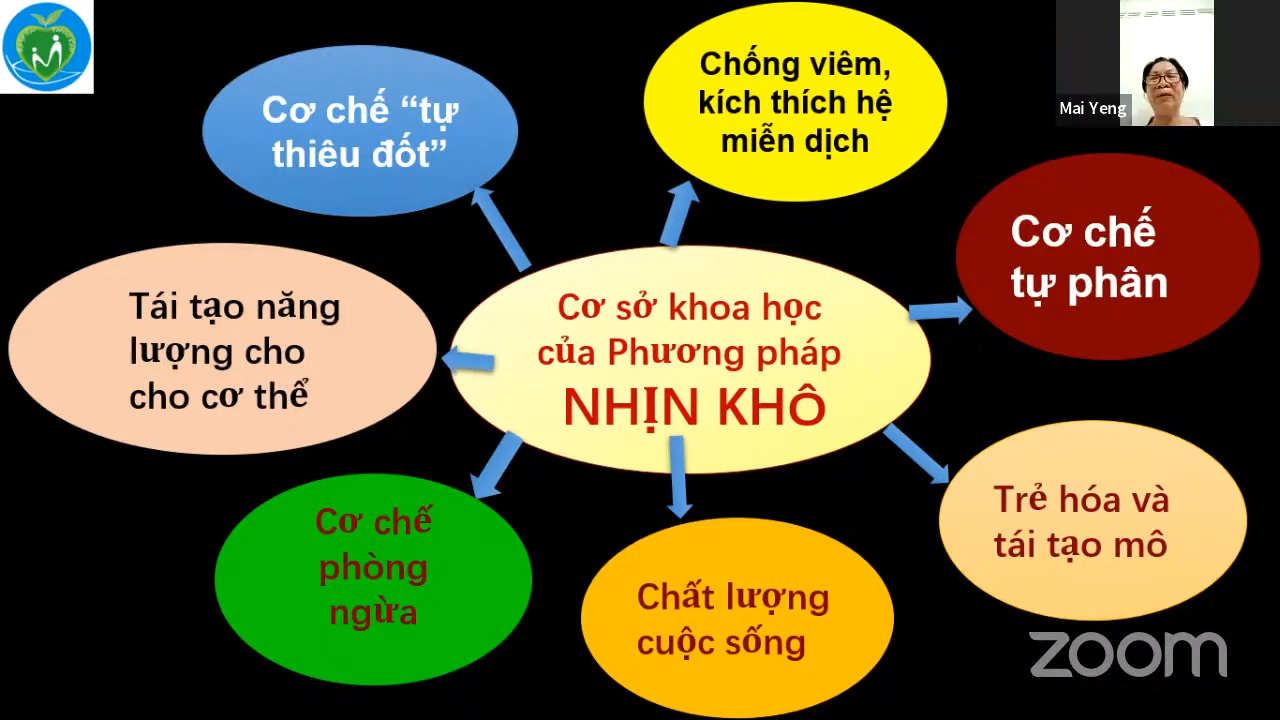 Cơ chế “tự
thiêu đốt”
Chống viêm,
kích thích hệ
miễn dịch
Mai Yeng
Cơ chế
tự phân
Tái tạo năng
lượng cho
cho cơ thể
Cơ sở khoa học
của Phương pháp
NHỊN KHÔ
Trẻ hóa và
tái tạo mô
Cơ chế
phòng
ngừa
Chất lượng
cuộc sống
zoom